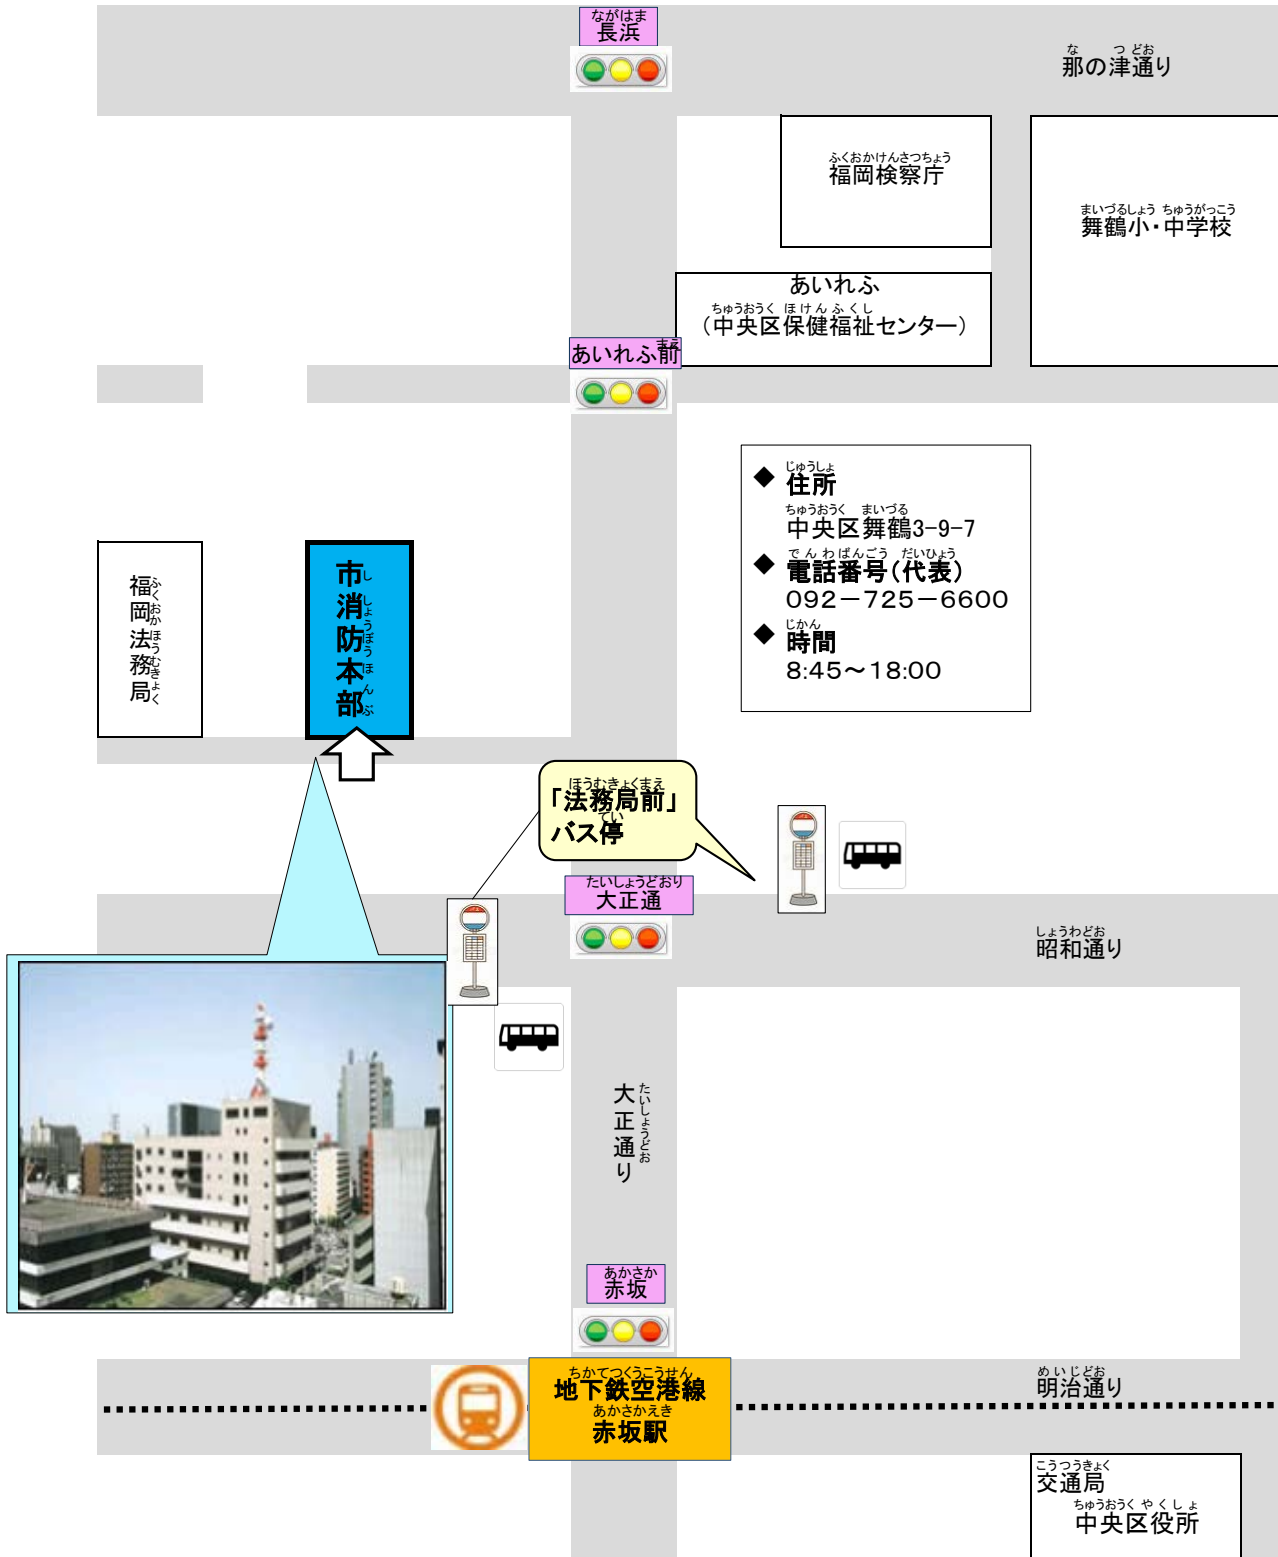 ながはま
長浜
な つ どお
那の津通り
ふくおかけんさつちょう
福岡検察庁
まいづるしょう ちゅうがっこう
舞鶴小・中学校
あいれふ
ちゅうおうく ほけんふくし
（中央区保健福祉センター）
まえ
あいれふ前
じゅうしょ
◆ 住所
ちゅうおうく まいづる
中央区舞鶴3-9-7
でんわばんごう だいひょう
◆ 電話番号（代表）
092－725－6600
じかん
◆ 時間
8:45～18:00
福岡法務局
ふくおかほうむきょく
市消防本部
ししょうぼうほんぶ
ほうむきょくまえ
「法務局前」
てい
バス停
たいしょうどおり
大正通
しょうわどお
昭和通り
大正通り
たいしょうどお
あかさか
赤坂
ちかてつくうこうせん
地下鉄空港線
あかさかえき
赤坂駅
めいじどお
明治通り
こうつうきょく
交通局
ちゅうおうく やくしょ
中央区役所